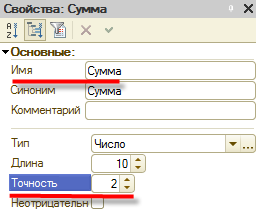 Свойства: Сумма
Основные:
Имя Сумма
Синоним Сумма
Комментарий
Тип Число
Длина 10
Точность 2
Неотрицательн